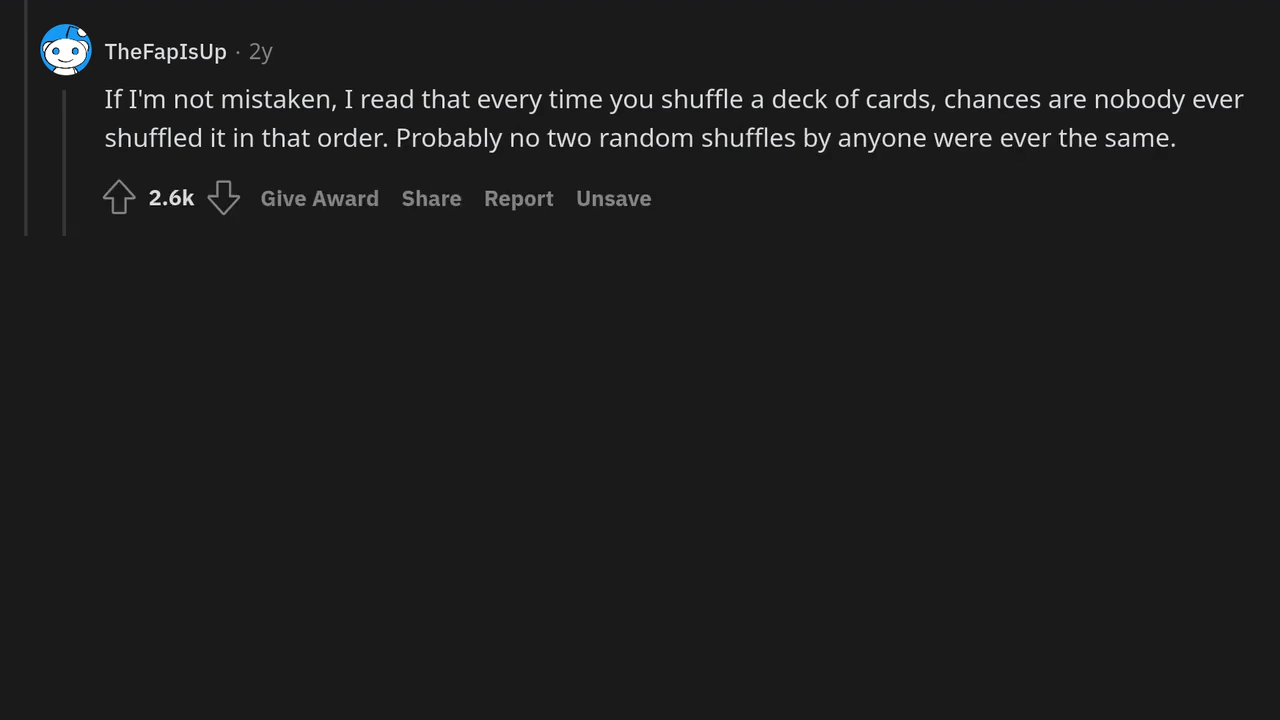 TheFapIsUp · 2y
If I'm not mistaken, I read that every time you shuffle a deck of cards, chances are nobody ever
shuffled it in that order. Probably no two random shuffles by anyone were ever the same.
2.6k Give Award Share Report Unsave